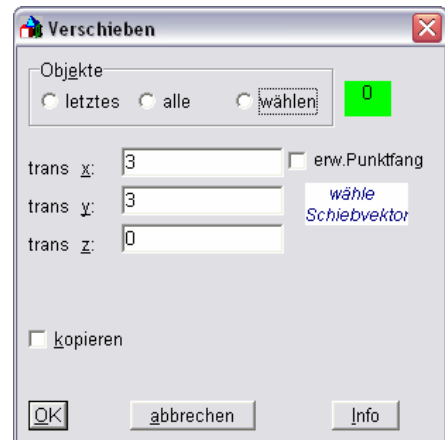 Verschieben
Objekte
letztes alle wählen 0
trans x: 3 erw.Punktfang
trans y: 3 wähle
Schiebvektor
trans z: 0
kopieren
OK abbrechen Info